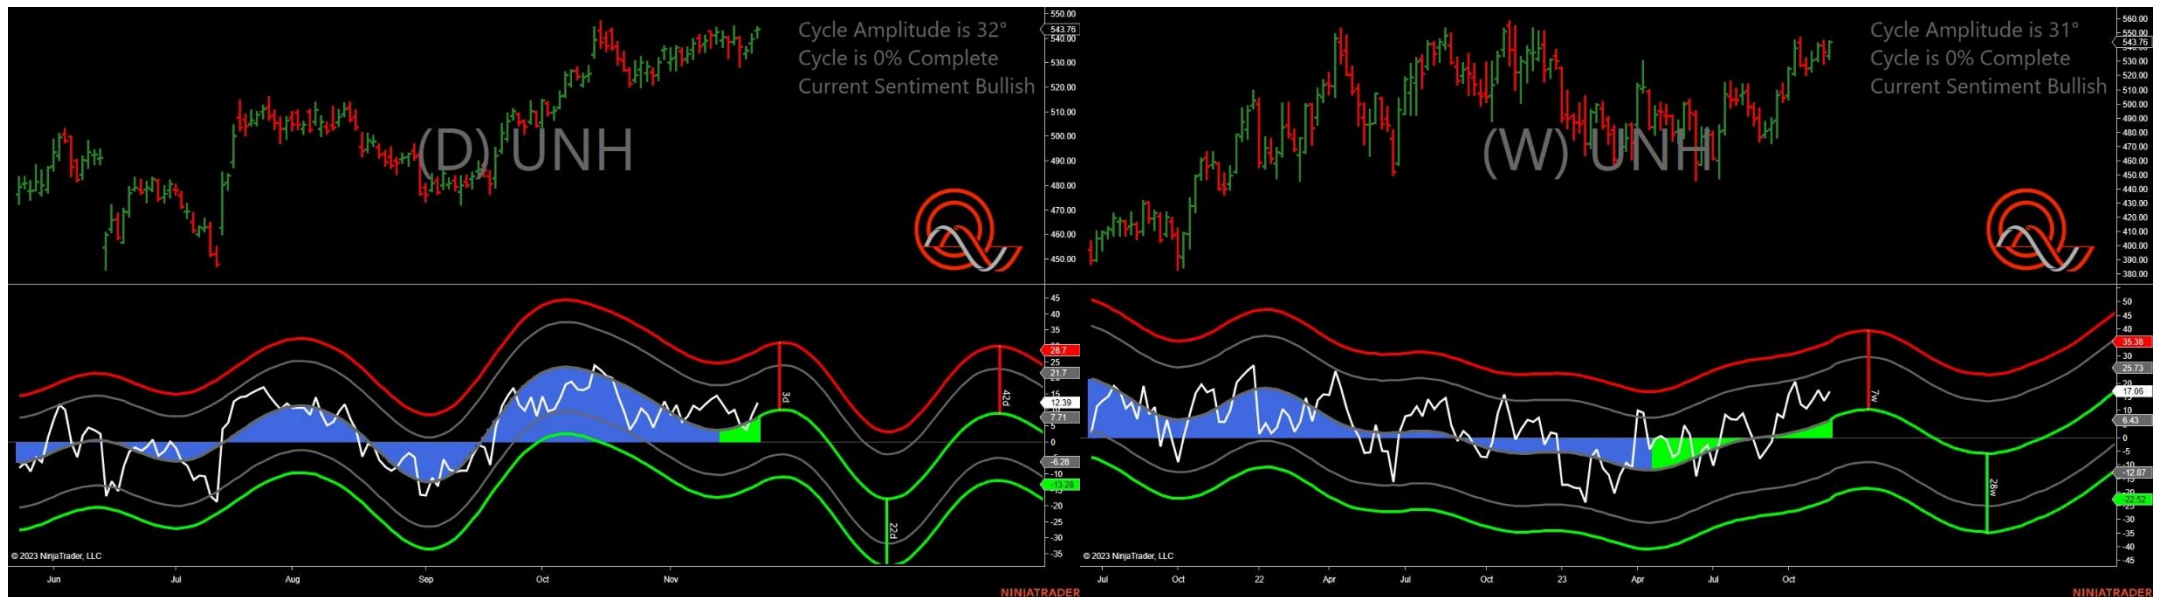 Cycle Amplitude is 32°
Cycle is 0% Complete
Current Sentiment Bullish
(D) UNH
550.00
543.76
540.00
530.00
520.00
510.00
500.00
490.00
480.00
470.00
460.00
450.00
45
40
35
28.7
25
21.7
12.39
7.71
5
0
-5
-6.28
-10
-13.28
-20
-25
-30
-35
3d
22d
42d
© 2023 NinjaTrader, LLC
Jun
Jul
Aug
Sep
Oct
Nov
NINJATRADER
Cycle Amplitude is 31°
Cycle is 0% Complete
Current Sentiment Bullish
(W) UNH
560.00
550.00
543.76
530.00
520.00
510.00
500.00
490.00
480.00
470.00
460.00
450.00
440.00
430.00
420.00
410.00
400.00
390.00
380.00
50
45
40
35.38
30
25.73
20
17.06
10
6.43
0
-5
-10
-12.87
-22.52
-30
-35
-40
-45
7w
28w
© 2023 NinjaTrader, LLC
Jul
Oct
22
Apr
Jul
Oct
23
Apr
Jul
Oct
NINJATRADER